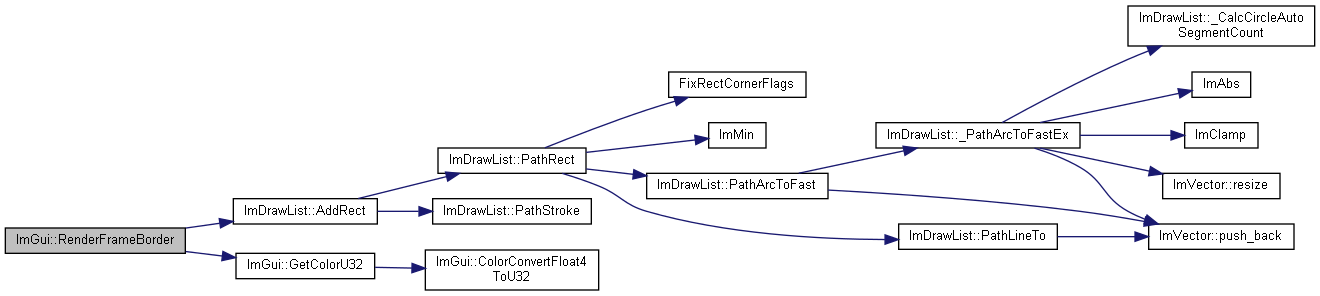 ImGui::RenderFrameBorder
ImDrawList::AddRect
ImGui::GetColorU32
ImDrawList::PathRect
ImDrawList::PathStroke
ImGui::ColorConvertFloat4
ToU32
FixRectCornerFlags
ImMin
ImDrawList::PathArcToFast
ImDrawList::_PathArcToFastEx
ImDrawList::PathLineTo
ImDrawList::_CalcCircleAuto
SegmentCount
ImAbs
ImClamp
ImVector::resize
ImVector::push_back